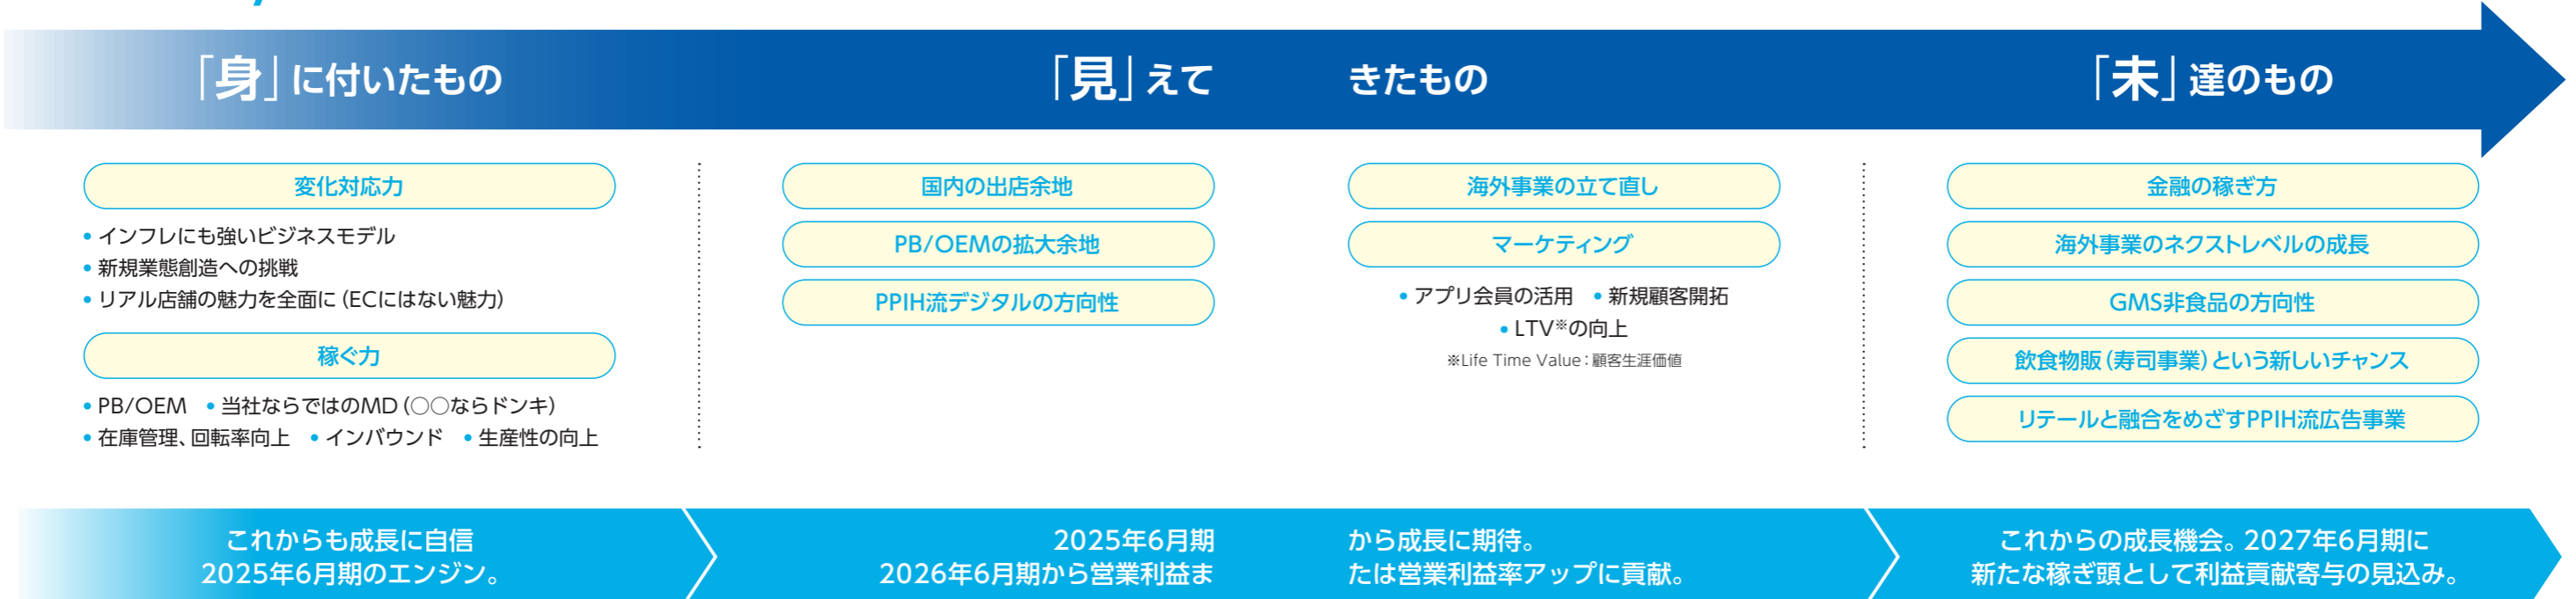 「身」に付いたもの
「見」えて きたもの
「未」達のもの
変化対応力
• インフレにも強いビジネスモデル
• 新規業態創造への挑戦
• リアル店舗の魅力を全面に（ECにはない魅力）
稼ぐ力
• PB/OEM • 当社ならではのMD（○○ならドンキ）
• 在庫管理、回転率向上 • インバウンド • 生産性の向上
国内の出店余地
PB/OEMの拡大余地
PPIH流デジタルの方向性
海外事業の立て直し
マーケティング
• アプリ会員の活用 • 新規顧客開拓
• LTV※の向上
※Life Time Value：顧客生涯価値
金融の稼ぎ方
海外事業のネクストレベルの成長
GMS非食品の方向性
飲食物販（寿司事業）という新しいチャンス
リテールと融合をめざすPPIH流広告事業
これからも成長に自信
2025年6月期のエンジン。
2025年6月期 から成長に期待。
2026年6月期から営業利益ま たは営業利益率アップに貢献。
これからの成長機会。2027年6月期に
新たな稼ぎ頭として利益貢献寄与の見込み。